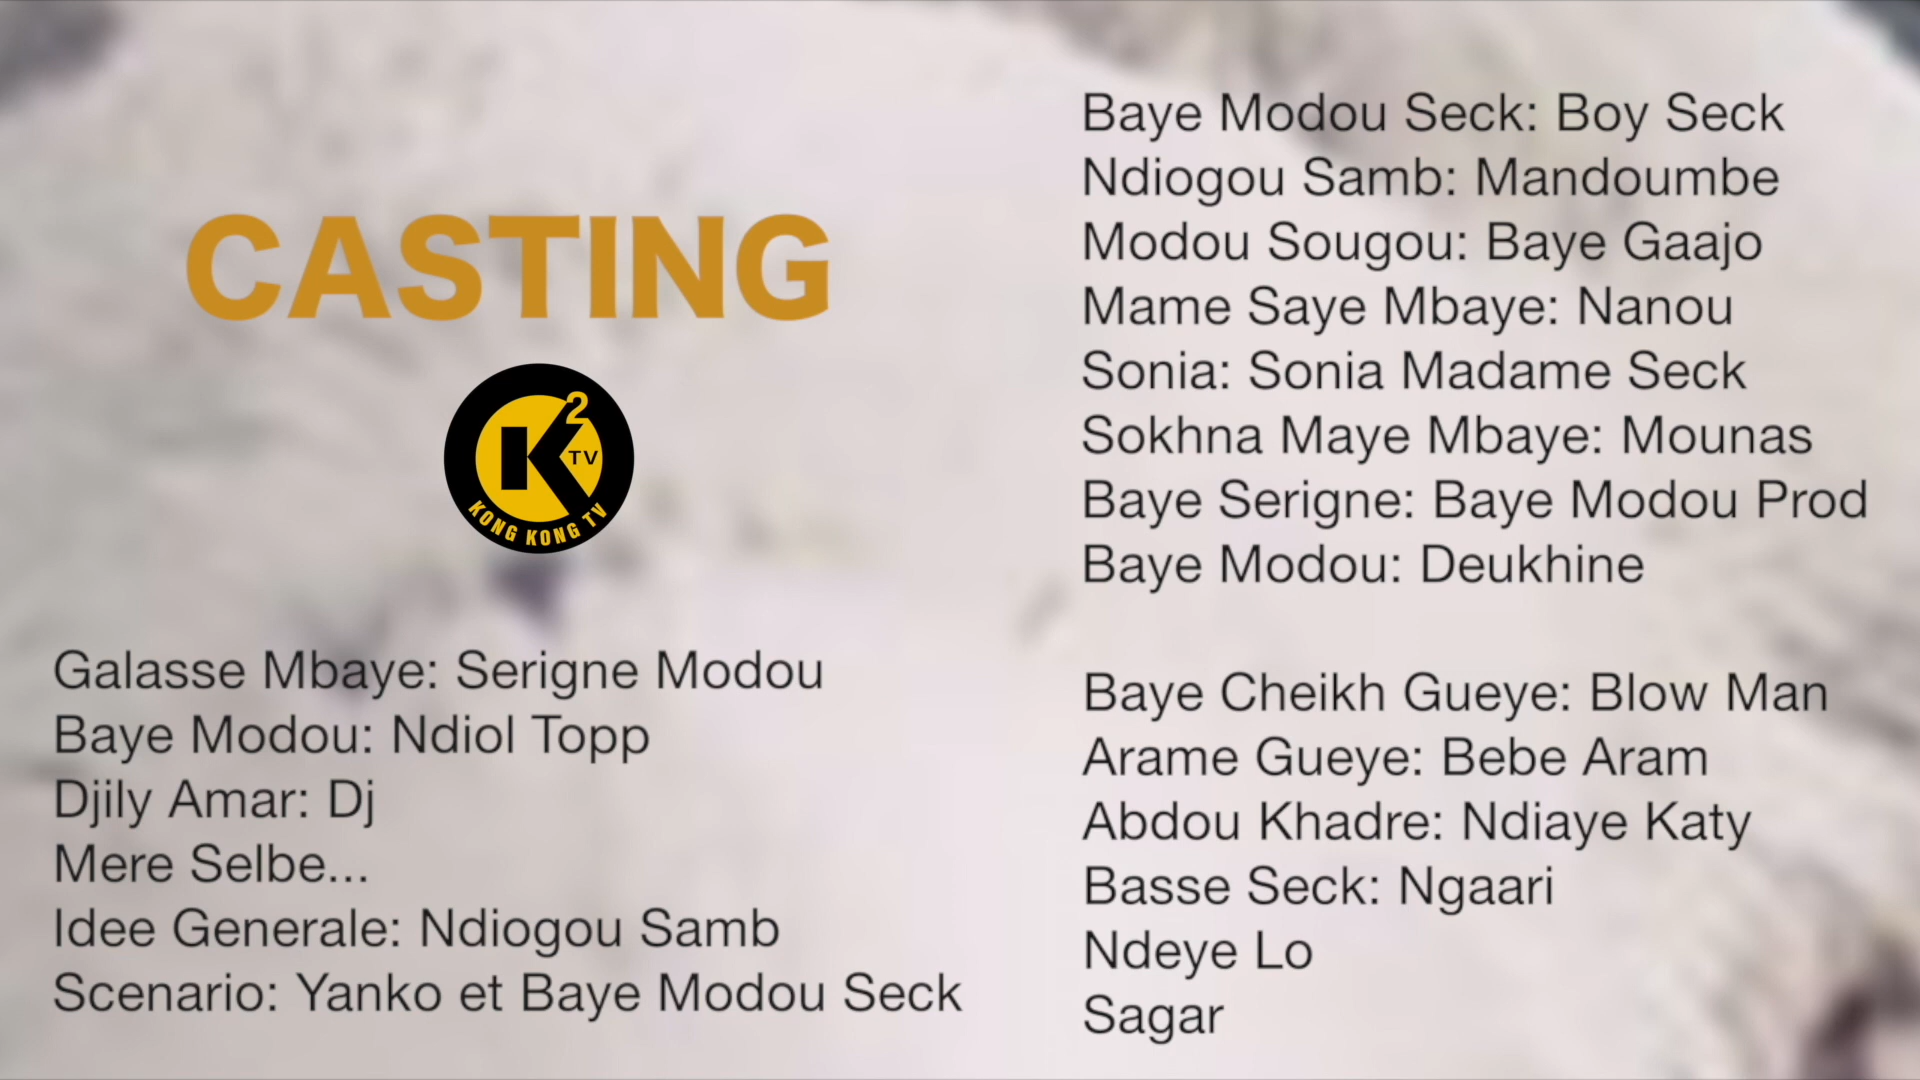 CASTING
K2
TV
KONG KONG TV
Galasse Mbaye: Serigne Modou
Baye Modou: Ndiol Topp
Djily Amar: Dj
Mere Selbe...
Idee Generale: Ndiogou Samb
Scenario: Yanko et Baye Modou Seck
Baye Modou Seck: Boy Seck
Ndiogou Samb: Mandoumbe
Modou Sougou: Baye Gaajo
Mame Saye Mbaye: Nanou
Sonia: Sonia Madame Seck
Sokhna Maye Mbaye: Mounas
Baye Serigne: Baye Modou Prod
Baye Modou: Deukhine
Baye Cheikh Gueye: Blow Man
Arame Gueye: Bebe Aram
Abdou Khadre: Ndiaye Katy
Basse Seck: Ngaari
Ndeye Lo
Sagar